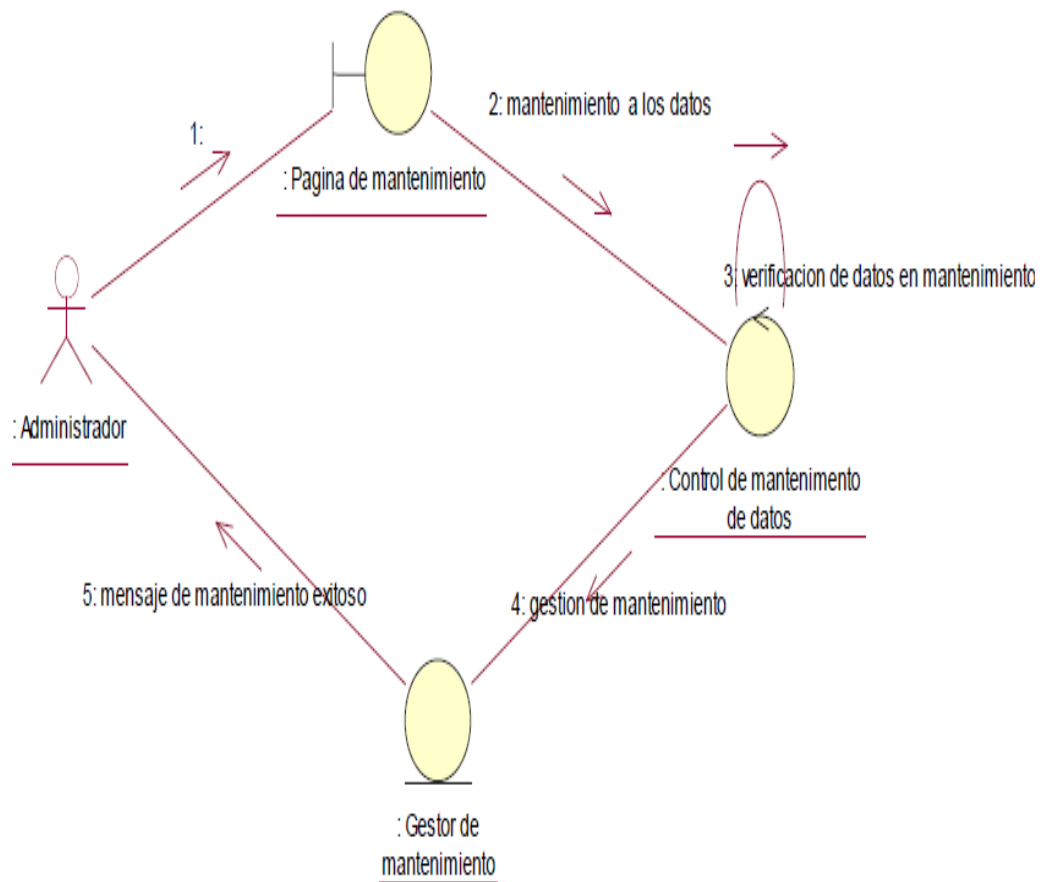 1:
2: mantenimiento a los datos
: Pagina de mantenimiento
3: verificacion de datos en mantenimiento
: Administrador
: Control de mantenimento
de datos
5: mensaje de mantenimiento exitoso
4: gestion de mantenimiento
: Gestor de
mantenimiento